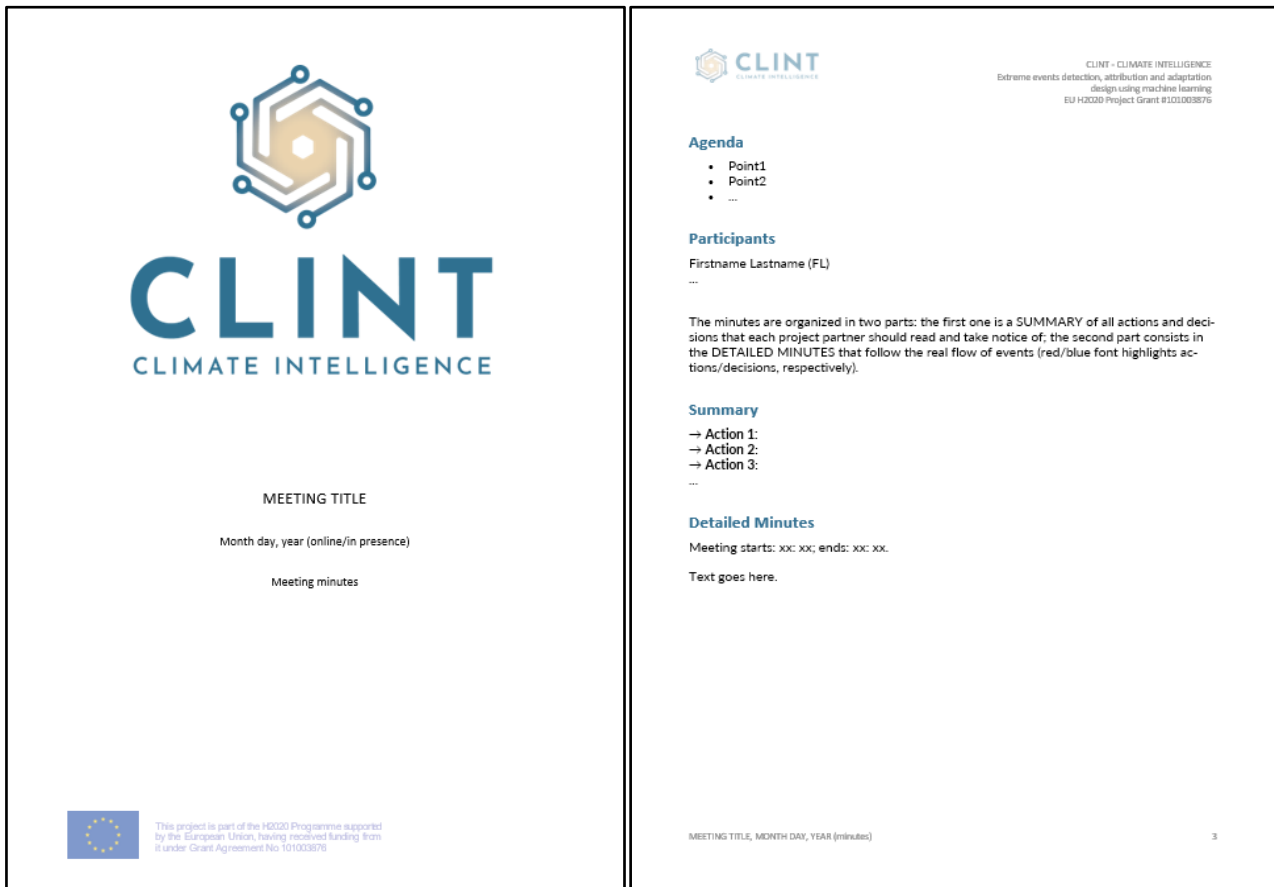 CLINT
CLIMATE INTELLIGENCE
MEETING TITLE
Month day, year (online/in presence)
Meeting minutes
This project is part of the H2020 Programme supported
by the European Union, having received funding from
it under Grant Agreement No 101003876
CLINT
CLIMATE INTELLIGENCE
CLINT - CLIMATE INTELLIGENCE
Extreme events detection, attribution and adaptation
design using machine learning
EU H2020 Project Grant #101003876
Agenda
• Point1
• Point2
• ...
Participants
Firstname Lastname (FL)
...
The minutes are organized in two parts: the first one is a SUMMARY of all actions and deci-
sions that each project partner should read and take notice of; the second part consists in
the DETAILED MINUTES that follow the real flow of events (red/blue font highlights ac-
tions/decisions, respectively).
Summary
→ Action 1:
→ Action 2:
→ Action 3:
...
Detailed Minutes
Meeting starts: xx: xx; ends: xx: xx.
Text goes here.
MEETING TITLE, MONTH DAY, YEAR (minutes)
3